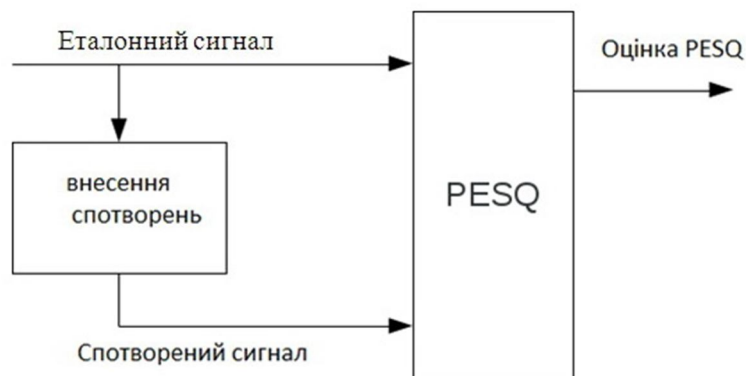 Еталонний сигнал
Оцінка PESQ
внесення
спотворень
PESQ
Спотворений сигнал